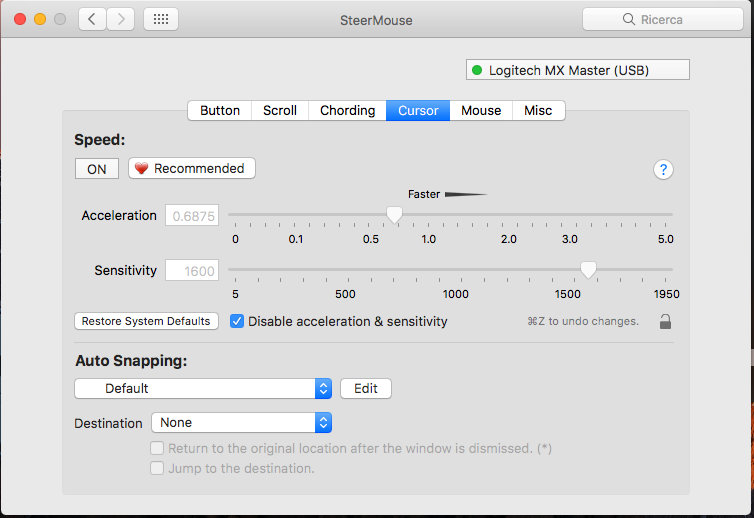 SteerMouse
Ricerca
Logitech MX Master (USB)
Button Scroll Chording Cursor Mouse Misc
Speed:
ON Recommended ?
Faster
Acceleration 0.6875
0 0.1 0.5 1.0 2.0 3.0 5.0
Sensitivity 1600
5 500 1000 1500 1950
Restore System Defaults Disable acceleration & sensitivity ⌘Z to undo changes.
Auto Snapping:
Default Edit
Destination None
Return to the original location after the window is dismissed. (*)
Jump to the destination.